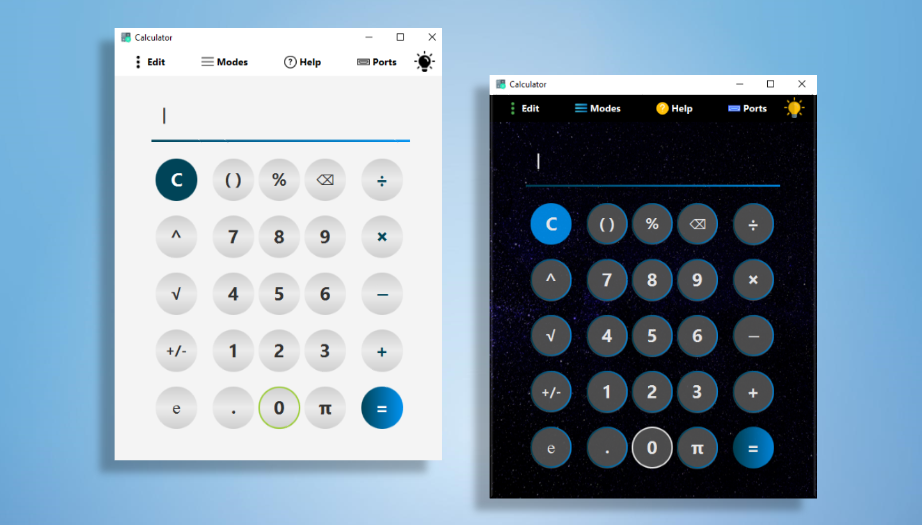 Calculator
Edit Modes Help Ports
C ( ) % ⌫ ÷
^ 7 8 9 ×
√ 4 5 6 −
+/- 1 2 3 +
e . 0 π =
Calculator
Edit Modes Help Ports
C ( ) % ⌫ ÷
^ 7 8 9 ×
√ 4 5 6 −
+/- 1 2 3 +
e . 0 π =